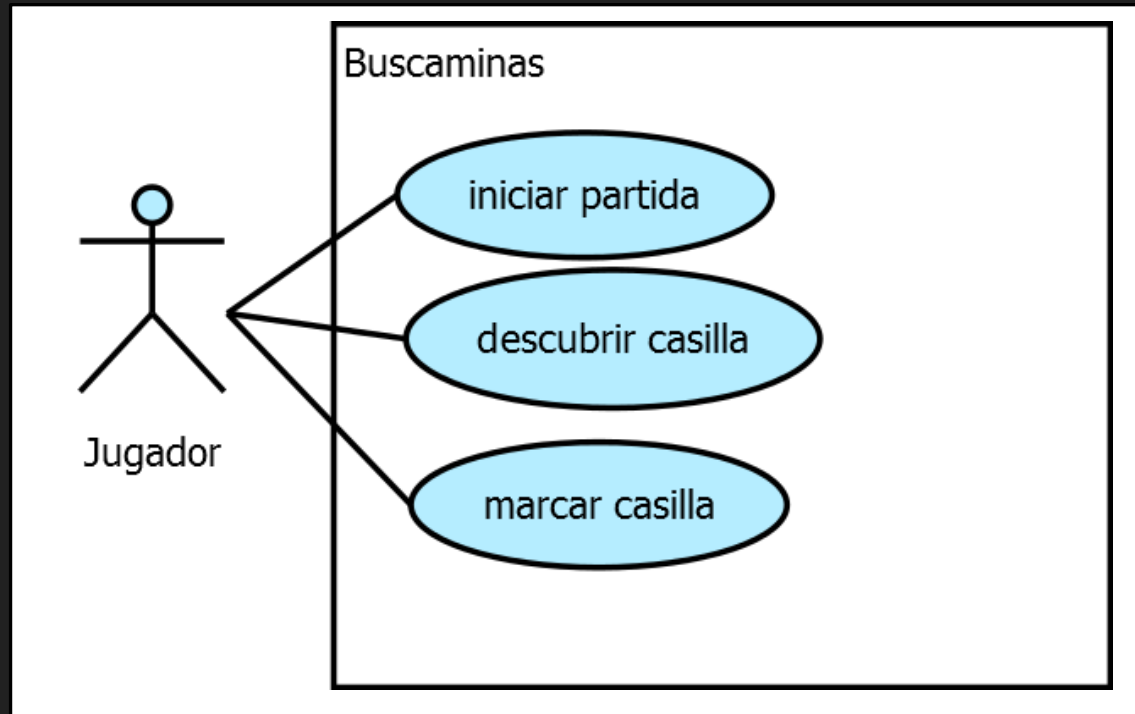 Buscaminas
iniciar partida
descubrir casilla
Jugador
marcar casilla